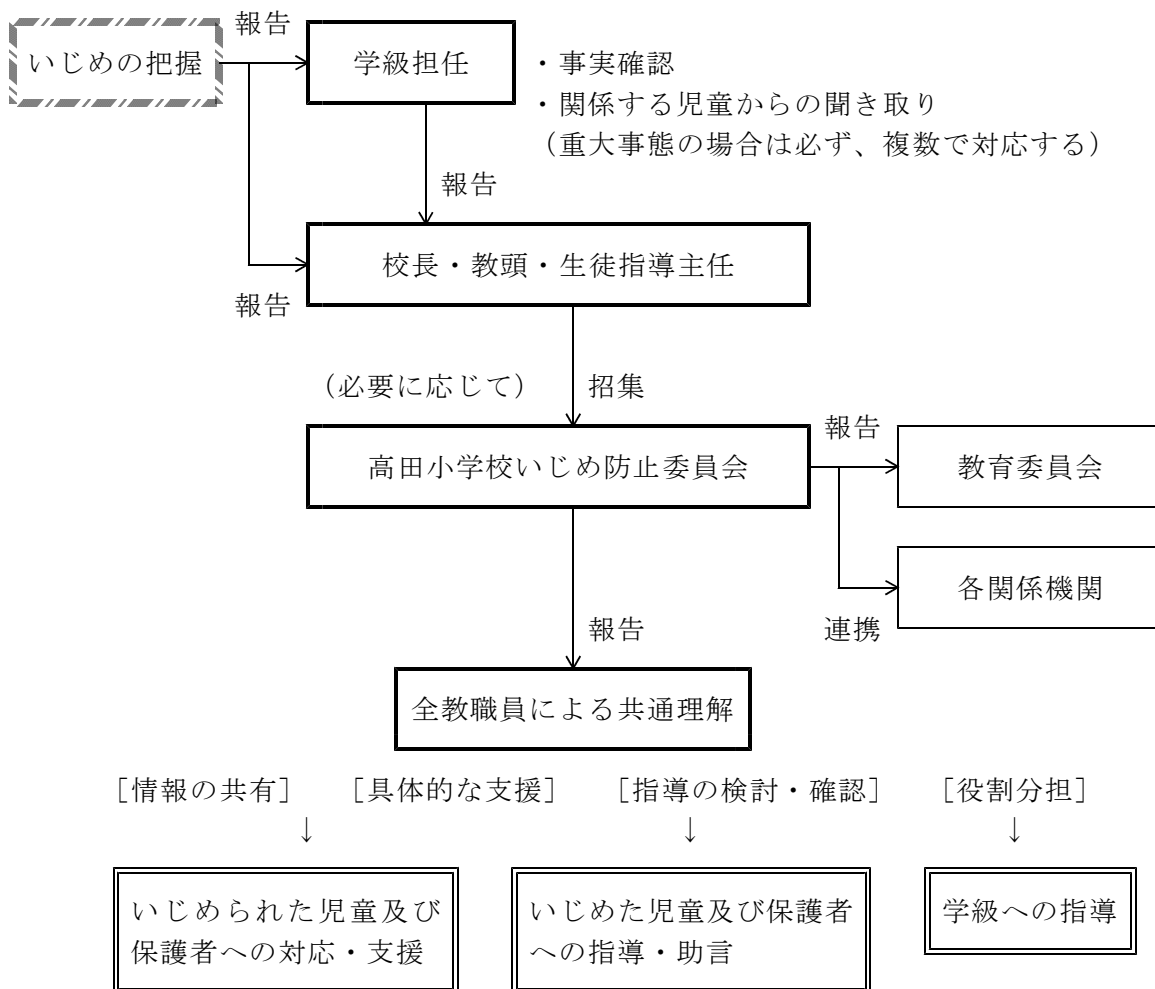 報告
いじめの把握
学級担任
・事実確認
・関係する児童からの聞き取り
（重大事態の場合は必ず、複数で対応する）
報告
校長・教頭・生徒指導主任
報告
（必要に応じて）
招集
高田小学校いじめ防止委員会
報告
教育委員会
各関係機関
連携
報告
全教職員による共通理解
［情報の共有］ ［具体的な支援］ ［指導の検討・確認］ ［役割分担］
↓ ↓ ↓
いじめられた児童及び
保護者への対応・支援
いじめた児童及び保護者
への指導・助言
学級への指導